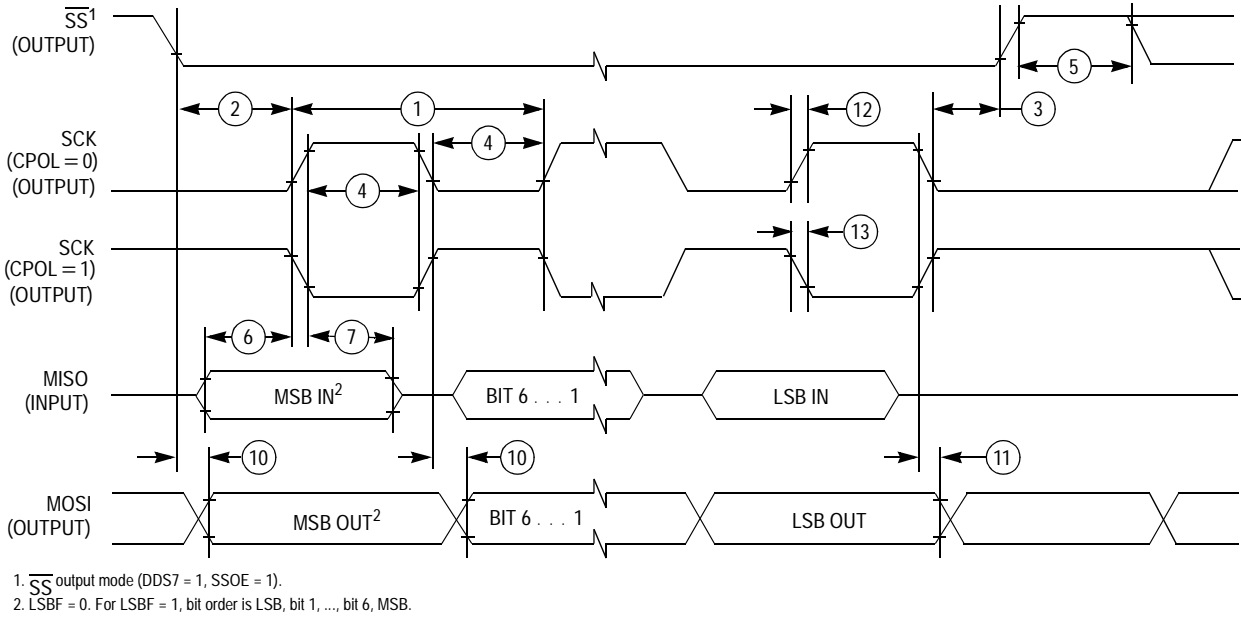 SS1
(OUTPUT)
5
2
1
12
3
SCK
(CPOL = 0)
(OUTPUT)
4
4
13
SCK
(CPOL = 1)
(OUTPUT)
6
7
MISO
(INPUT)
MSB IN2
BIT 6 . . . 1
LSB IN
10
10
11
MOSI
(OUTPUT)
MSB OUT2
BIT 6 . . . 1
LSB OUT
1. SS output mode (DDS7 = 1, SSOE = 1).
2. LSBF = 0. For LSBF = 1, bit order is LSB, bit 1, ..., bit 6, MSB.